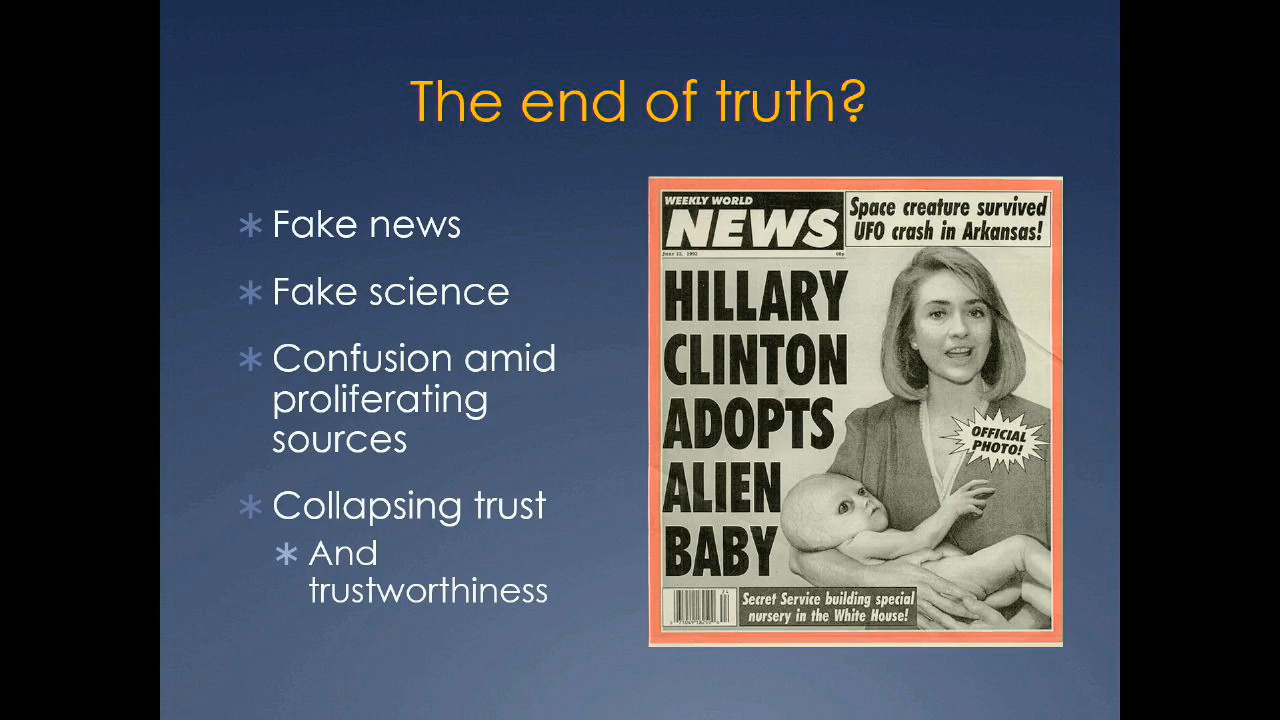 The end of truth?
Fake news
Fake science
Confusion amid
proliferating
sources
Collapsing trust
And
trustworthiness
WEEKLY WORLD
NEWS
Space creature survived
UFO crash in Arkansas!
HILLARY
CLINTON
ADOPTS
ALIEN
BABY
OFFICIAL
PHOTO!
Secret Service building special
nursery in the White House!